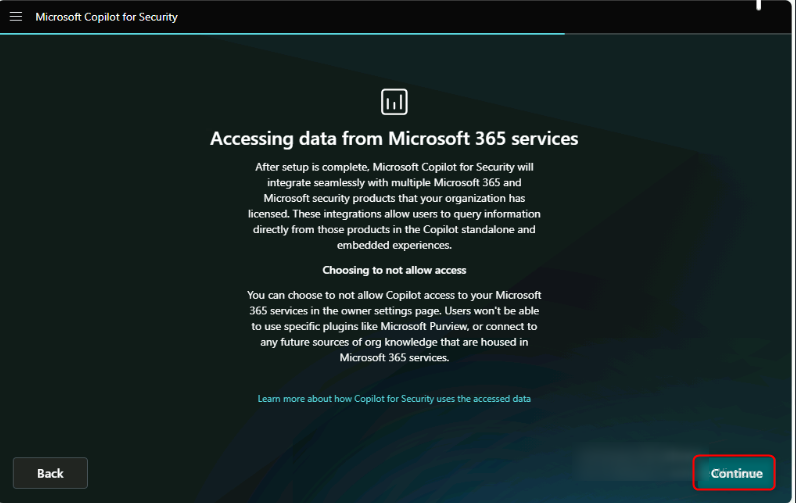 Microsoft Copilot for Security
Accessing data from Microsoft 365 services
After setup is complete, Microsoft Copilot for Security will
integrate seamlessly with multiple Microsoft 365 and
Microsoft security products that your organization has
licensed. These integrations allow users to query information
directly from those products in the Copilot standalone and
embedded experiences.
Choosing to not allow access
You can choose to not allow Copilot access to your Microsoft
365 services in the owner settings page. Users won't be able
to use specific plugins like Microsoft Purview, or connect to
any future sources of org knowledge that are housed in
Microsoft 365 services.
Learn more about how Copilot for Security uses the accessed data
Back
Continue